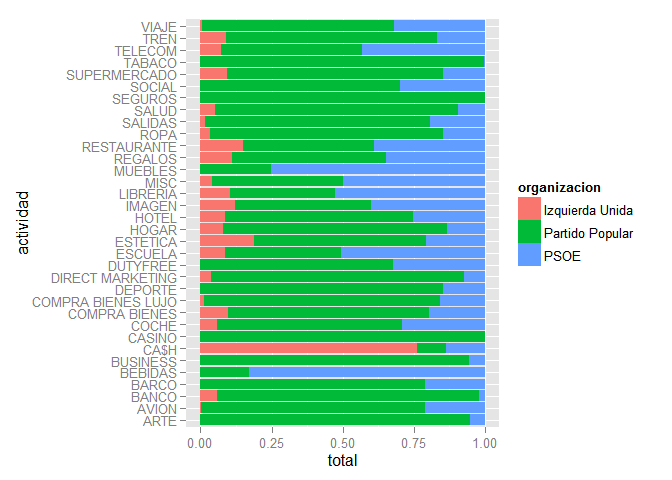 VIAJE
TREN
TELECOM
TABACO
SUPERMERCADO
SOCIAL
SEGUROS
SALUD
SALIDAS
ROPA
RESTAURANTE
REGALOS
MUEBLES
MISC
LIBRERIA
IMAGEN
HOTEL
HOGAR
ESTETICA
ESCUELA
DUTYFREE
DIRECT MARKETING
DEPORTE
COMPRA BIENES LUJO
COMPRA BIENES
COCHE
CASINO
CA$H
BUSINESS
BEBIDAS
BARCO
BANCO
AVION
ARTE
actividad
0.00 0.25 0.50 0.75 1.00
total
organizacion
Izquierda Unida
Partido Popular
PSOE